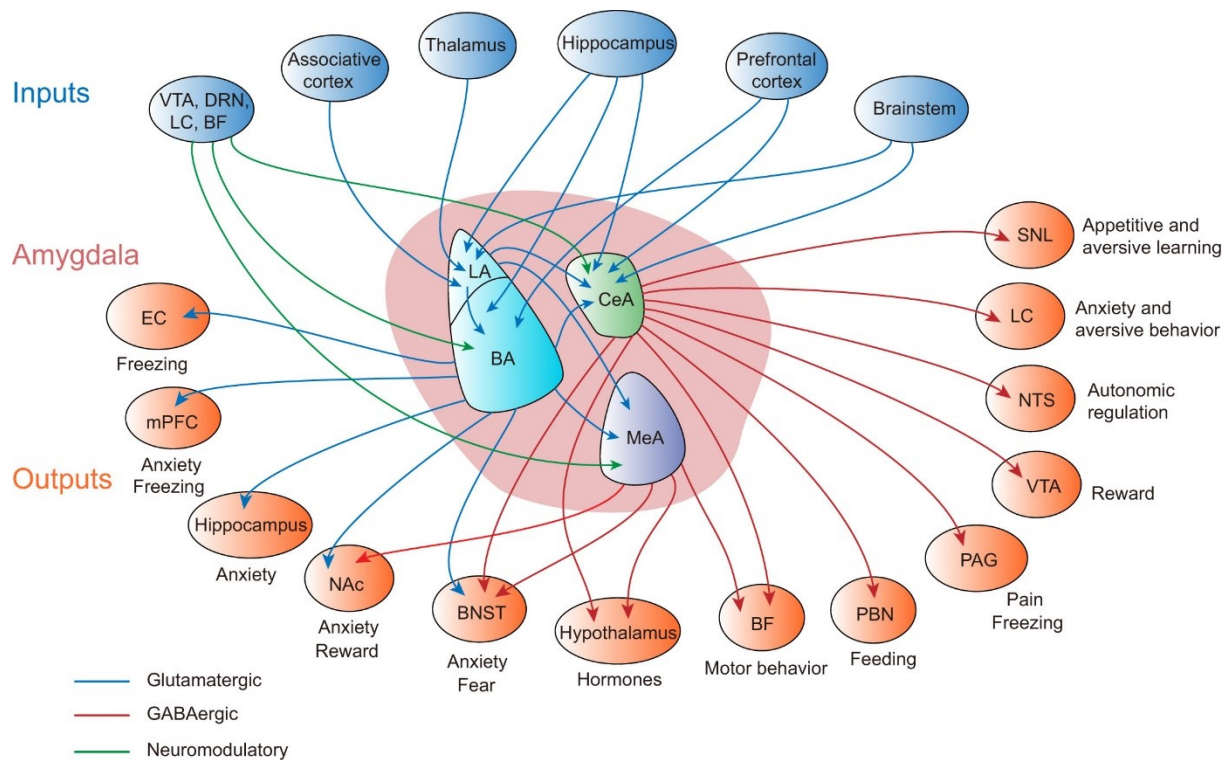 Inputs
VTA, DRN,
LC, BF
Associative
cortex
Thalamus
Hippocampus
Prefrontal
cortex
Brainstem
Amygdala
LA
BA
CeA
MeA
SNL
Appetitive and
aversive learning
LC
Anxiety and
aversive behavior
NTS
Autonomic
regulation
VTA
Reward
PAG
Pain
Freezing
PBN
Feeding
BF
Motor behavior
Hypothalamus
Hormones
BNST
Anxiety
Fear
NAc
Anxiety
Reward
Hippocampus
Anxiety
mPFC
Anxiety
Freezing
EC
Freezing
Outputs
Glutamatergic
GABAergic
Neuromodulatory